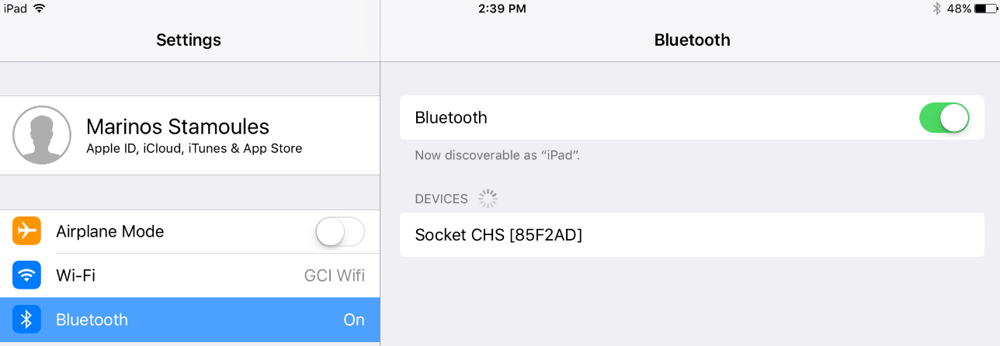 iPad 2:39 PM 48%
Settings
Bluetooth
Marinos Stamoules
Apple ID, iCloud, iTunes & App Store
Airplane Mode
Wi-Fi GCI Wifi
Bluetooth On
Bluetooth
Now discoverable as “iPad”.
DEVICES
Socket CHS [85F2AD]